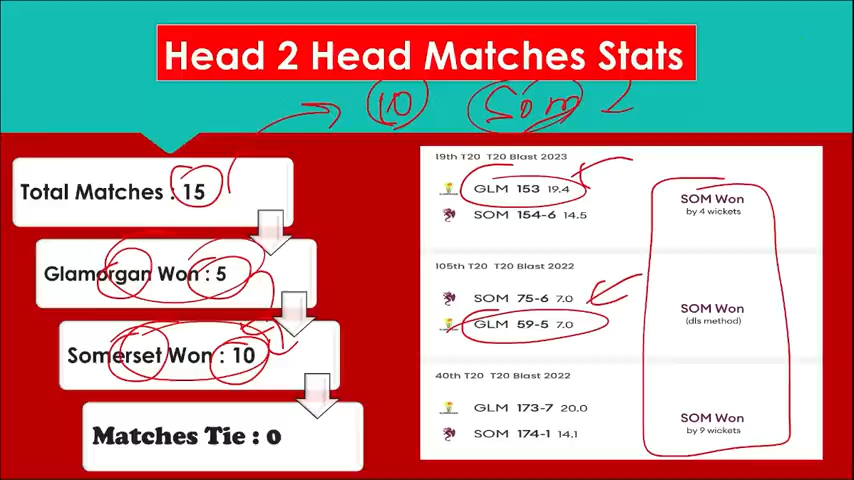 Head 2 Head Matches Stats
10 Som 2
Total Matches : 15
Glamorgan Won : 5
Somerset Won : 10
Matches Tie : 0
19th T20 T20 Blast 2023
GLM 153 19.4
SOM 154-6 14.5
SOM Won
by 4 wickets
105th T20 T20 Blast 2022
SOM 75-6 7.0
GLM 59-5 7.0
SOM Won
(dls method)
40th T20 T20 Blast 2022
GLM 173-7 20.0
SOM 174-1 14.1
SOM Won
by 9 wickets